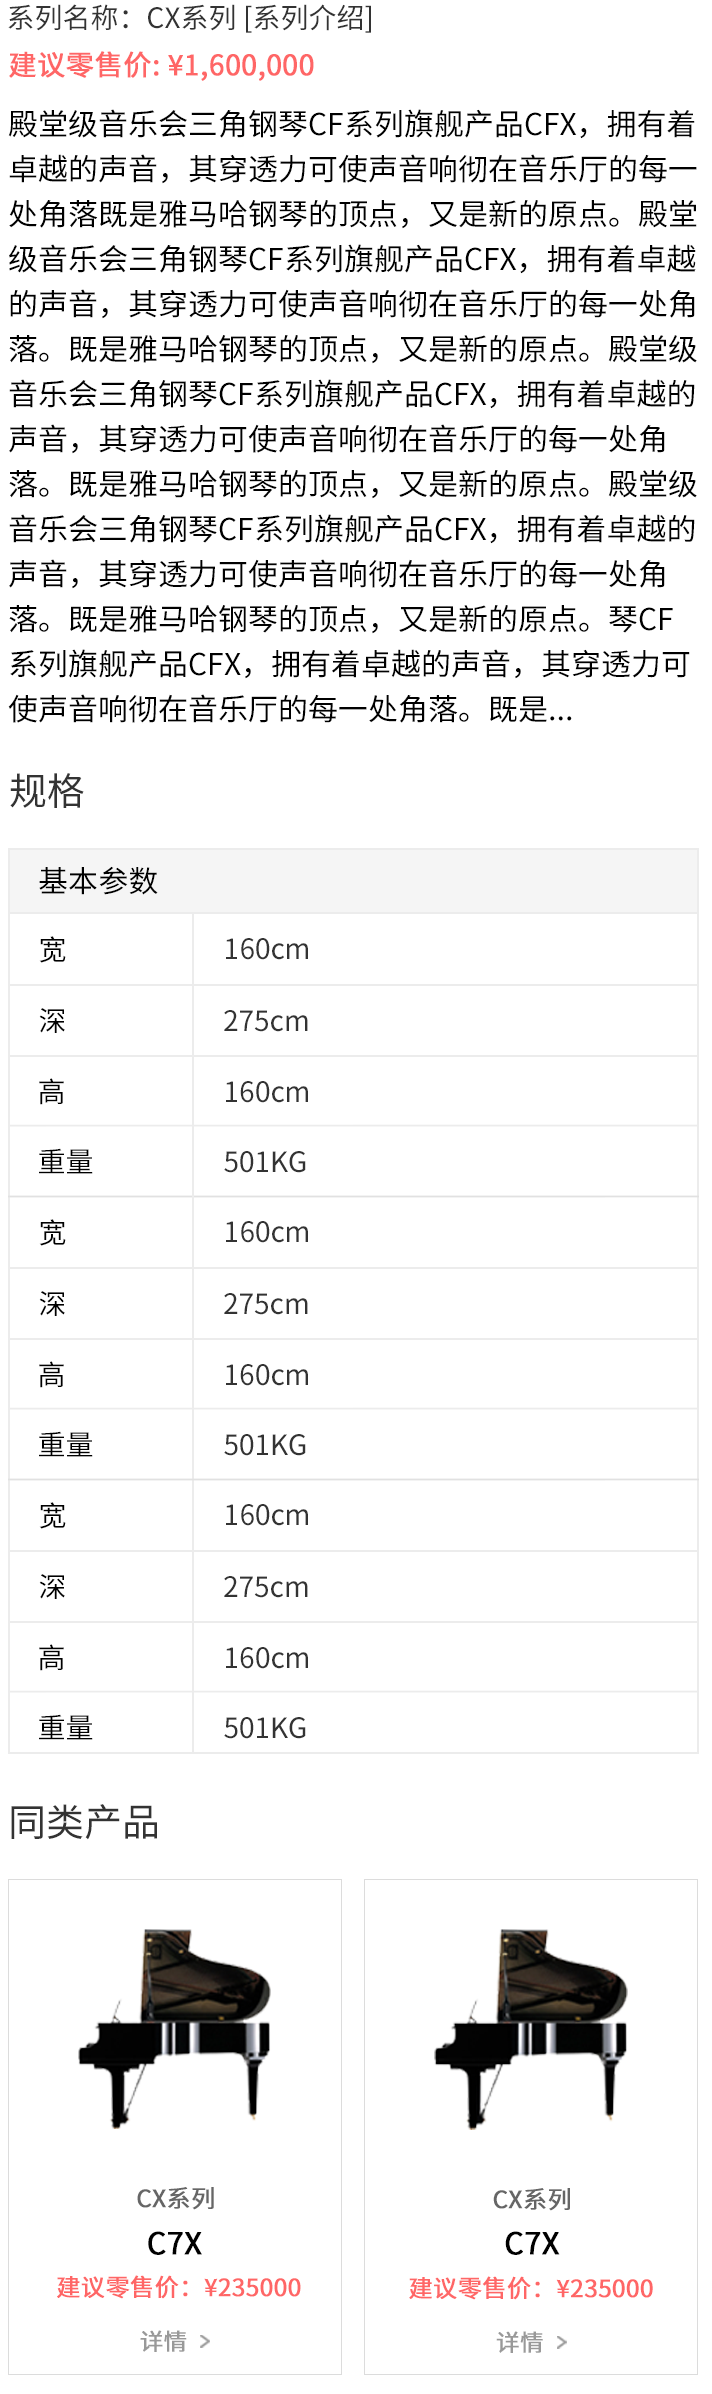 系列名称：CX系列 [系列介绍]
建议零售价: ¥1,600,000
殿堂级音乐会三角钢琴CF系列旗舰产品CFX，拥有着
卓越的声音，其穿透力可使声音响彻在音乐厅的每一
处角落既是雅马哈钢琴的顶点，又是新的原点。殿堂
级音乐会三角钢琴CF系列旗舰产品CFX，拥有着卓越
的声音，其穿透力可使声音响彻在音乐厅的每一处角
落。既是雅马哈钢琴的顶点，又是新的原点。殿堂级
音乐会三角钢琴CF系列旗舰产品CFX，拥有着卓越的
声音，其穿透力可使声音响彻在音乐厅的每一处角
落。既是雅马哈钢琴的顶点，又是新的原点。殿堂级
音乐会三角钢琴CF系列旗舰产品CFX，拥有着卓越的
声音，其穿透力可使声音响彻在音乐厅的每一处角
落。既是雅马哈钢琴的顶点，又是新的原点。琴CF
系列旗舰产品CFX，拥有着卓越的声音，其穿透力可
使声音响彻在音乐厅的每一处角落。既是...
规格
基本参数
宽 160cm
深 275cm
高 160cm
重量 501KG
宽 160cm
深 275cm
高 160cm
重量 501KG
宽 160cm
深 275cm
高 160cm
重量 501KG
同类产品
CX系列
C7X
建议零售价：¥235000
详情 >
CX系列
C7X
建议零售价：¥235000
详情 >